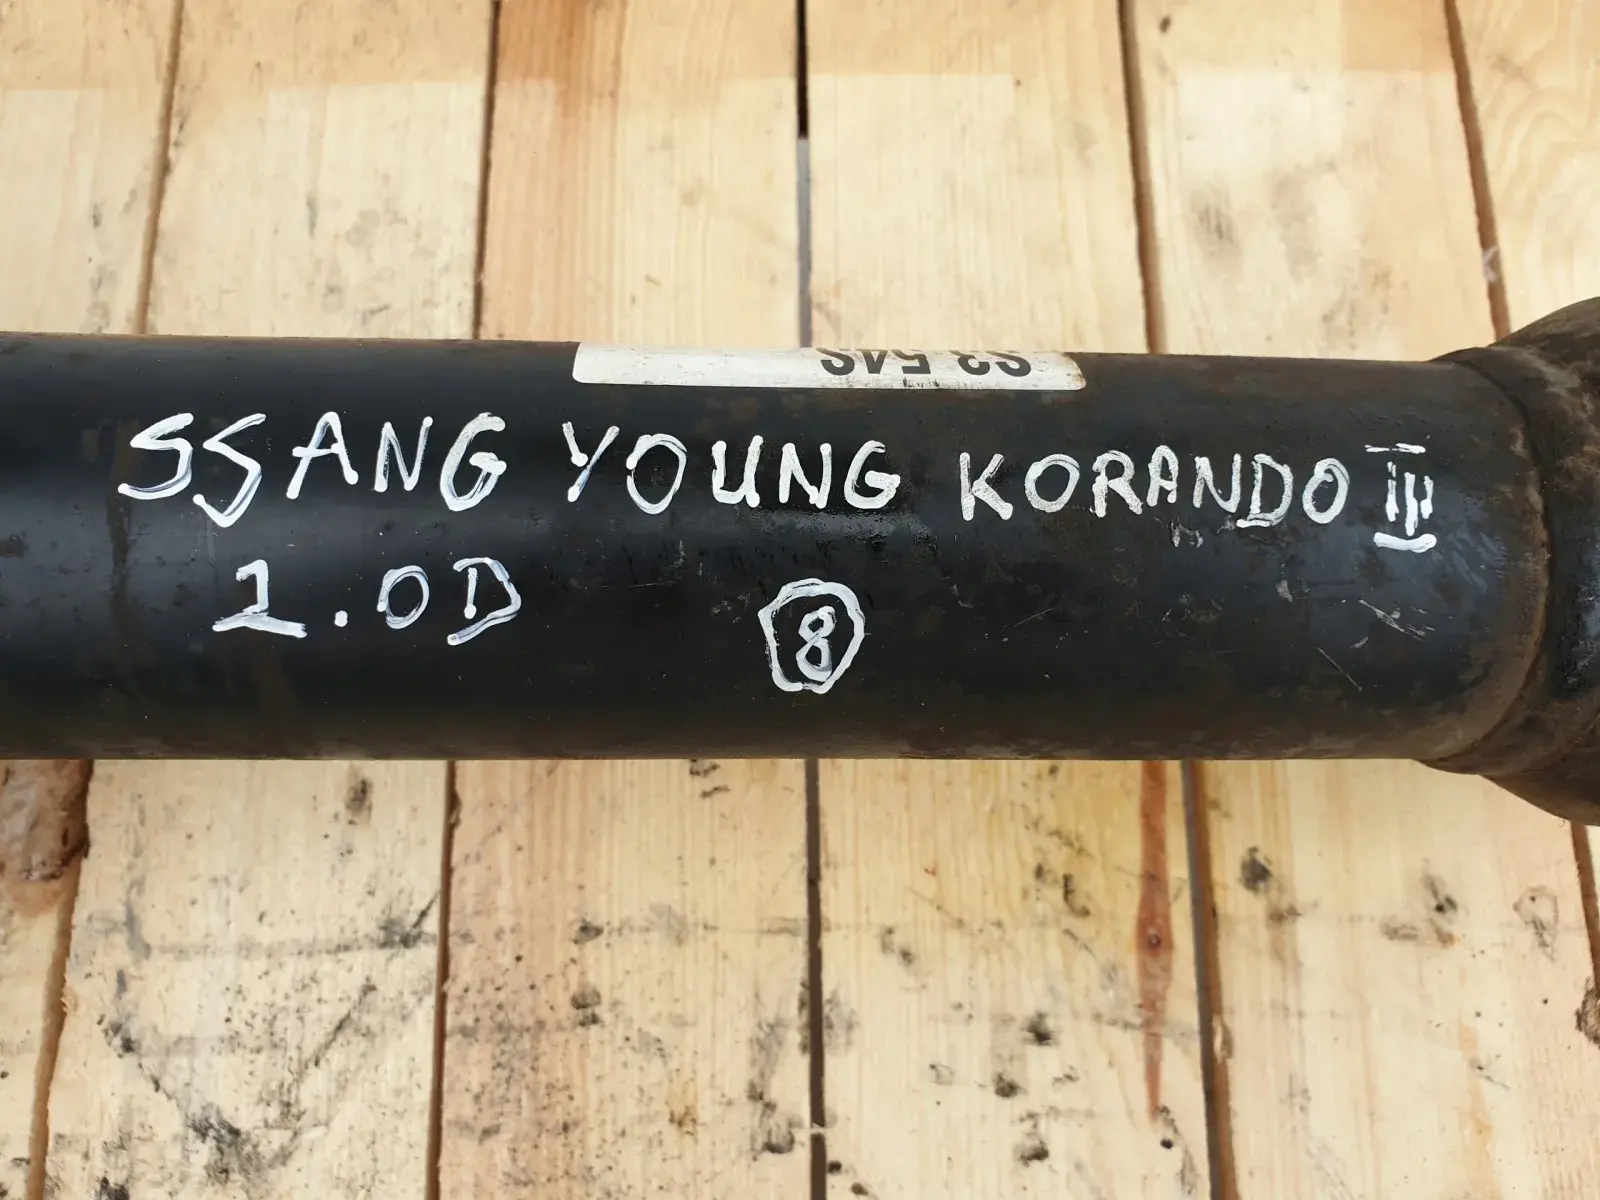 SSANG YOUNG KORANDO III
2.0D 8